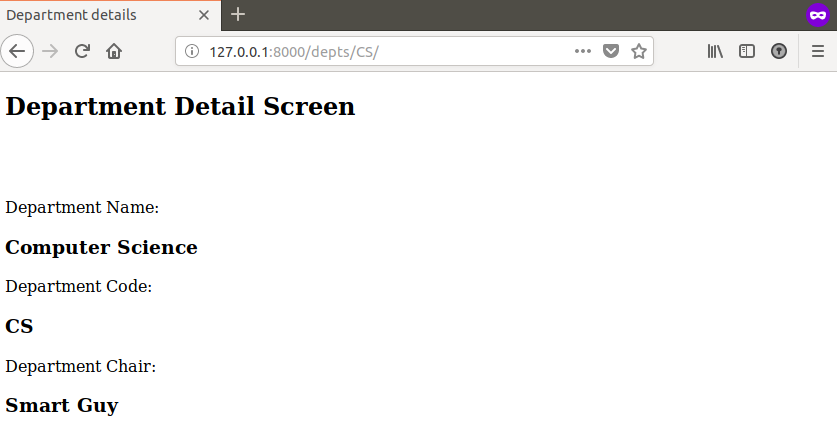 Department details
127.0.0.1:8000/depts/CS/
Department Detail Screen
Department Name:
Computer Science
Department Code:
CS
Department Chair:
Smart Guy